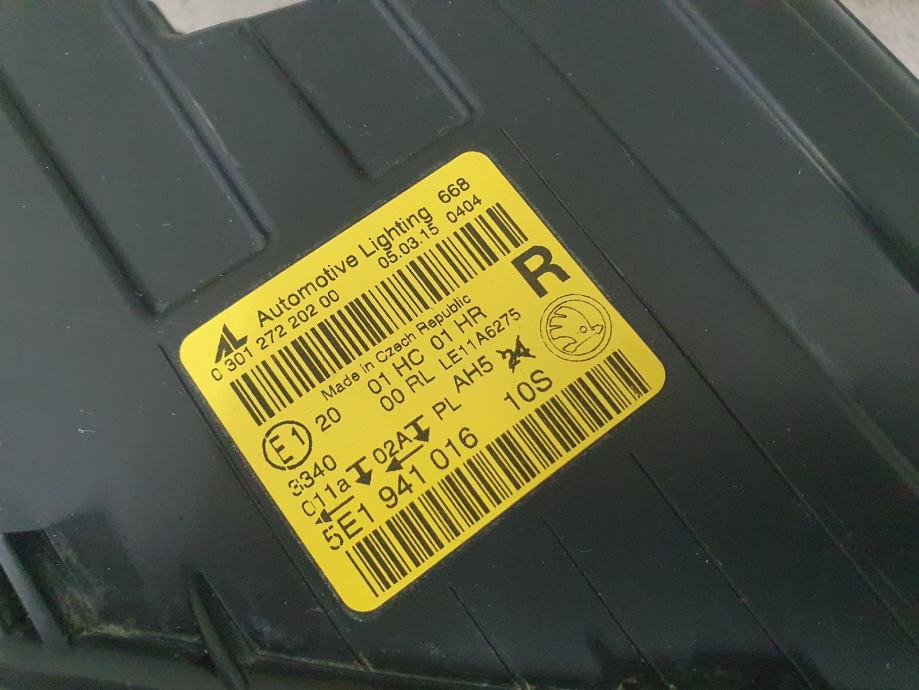 AL Automotive Lighting 668
0 301 272 202 00 05.03.15 0404
R
Made in Czech Republic
E1 20 01 HC 01 HR
00 RL LE11A6275
3340 02A PL AH5
011a
5E1 941 016 10S